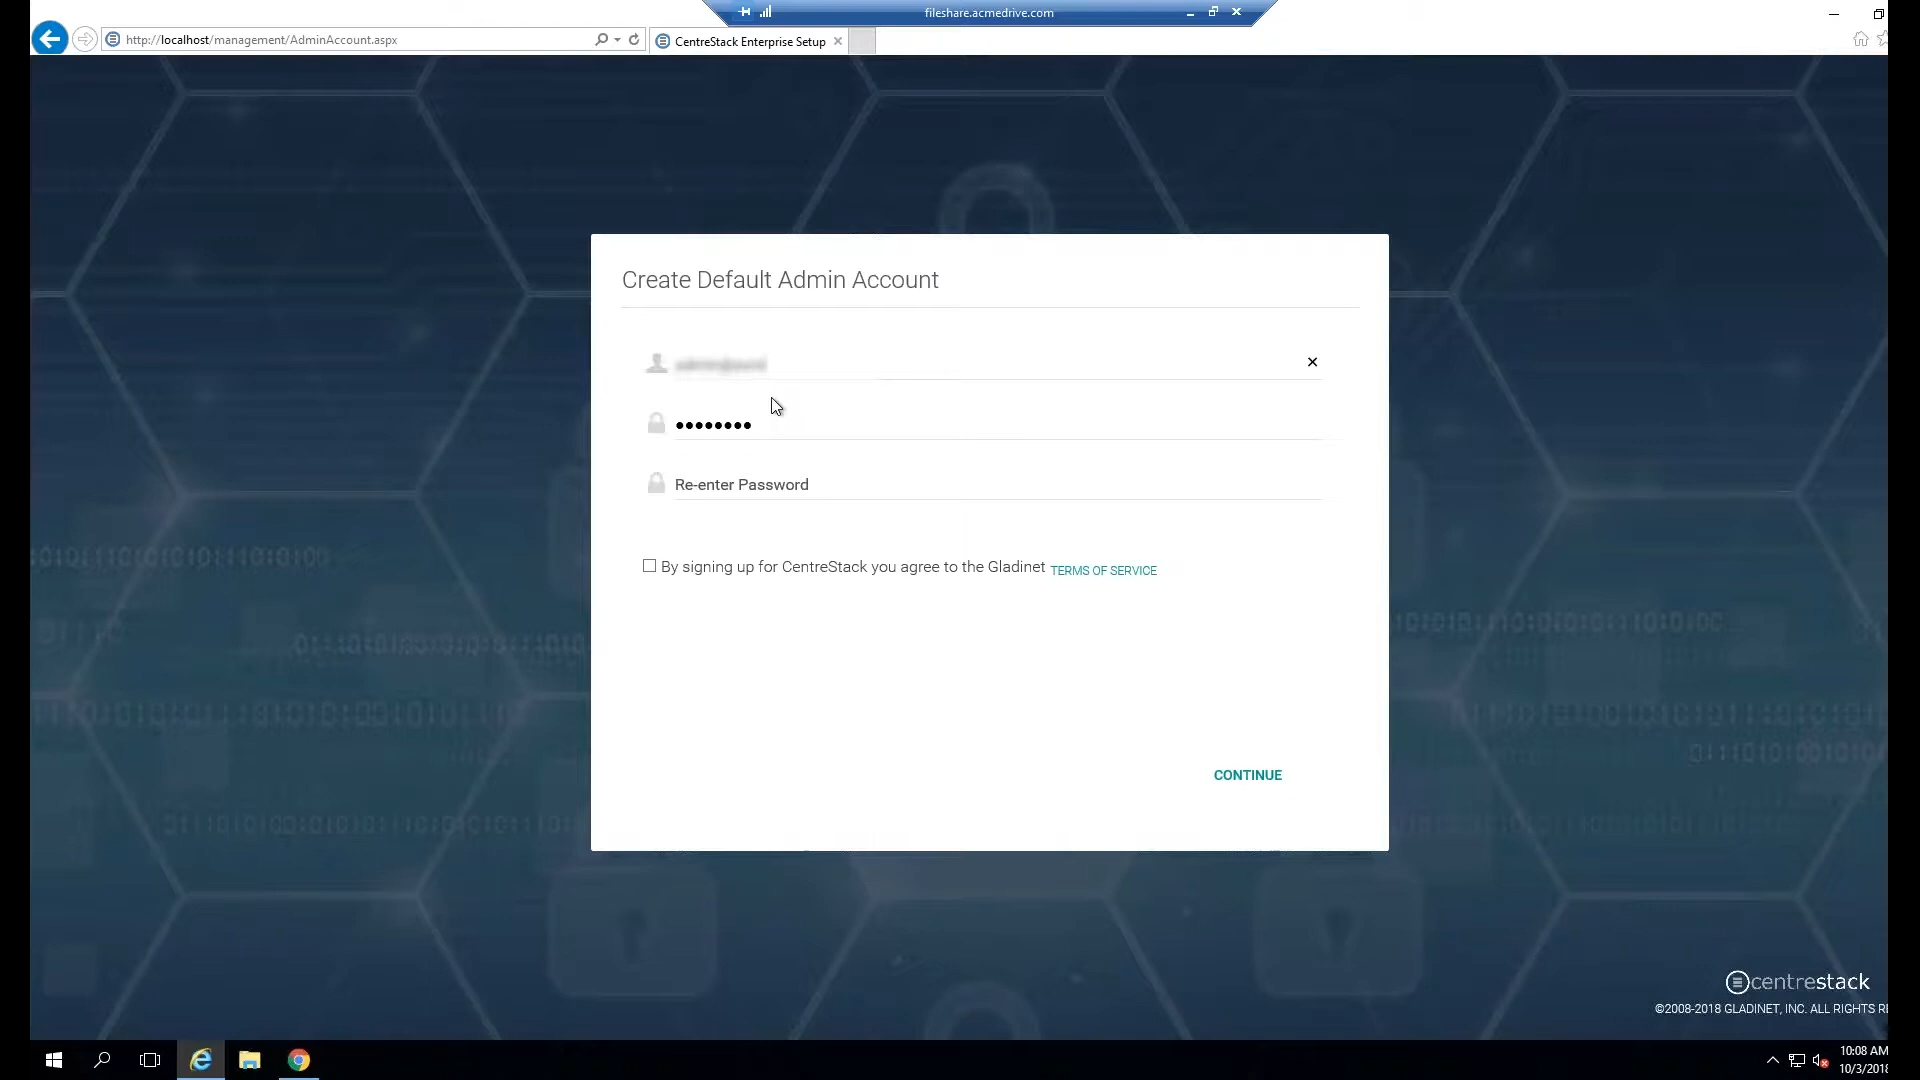 fileshare.acmedrive.com
http://localhost/management/AdminAccount.aspx
CentreStack Enterprise Setup
Create Default Admin Account
••••••••
Re-enter Password
By signing up for CentreStack you agree to the Gladinet TERMS OF SERVICE
CONTINUE
centrestack
©2008-2018 GLADINET, INC. ALL RIGHTS RE
10:08 AM
10/3/2018